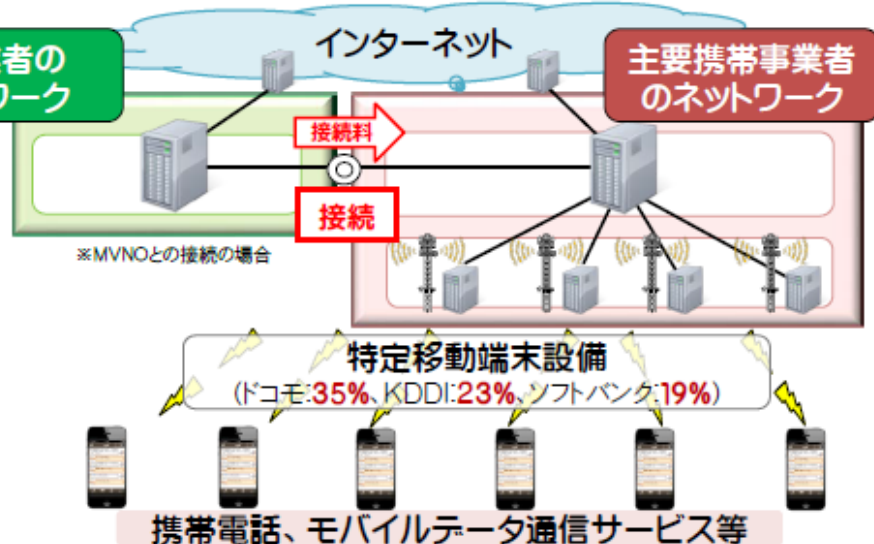 インターネット
者の
ワーク
主要携帯事業者
のネットワーク
接続料
接続
※MVNOとの接続の場合
特定移動端末設備
(ドコモ:35%、KDDI:23%、ソフトバンク:19%)
携帯電話、モバイルデータ通信サービス等